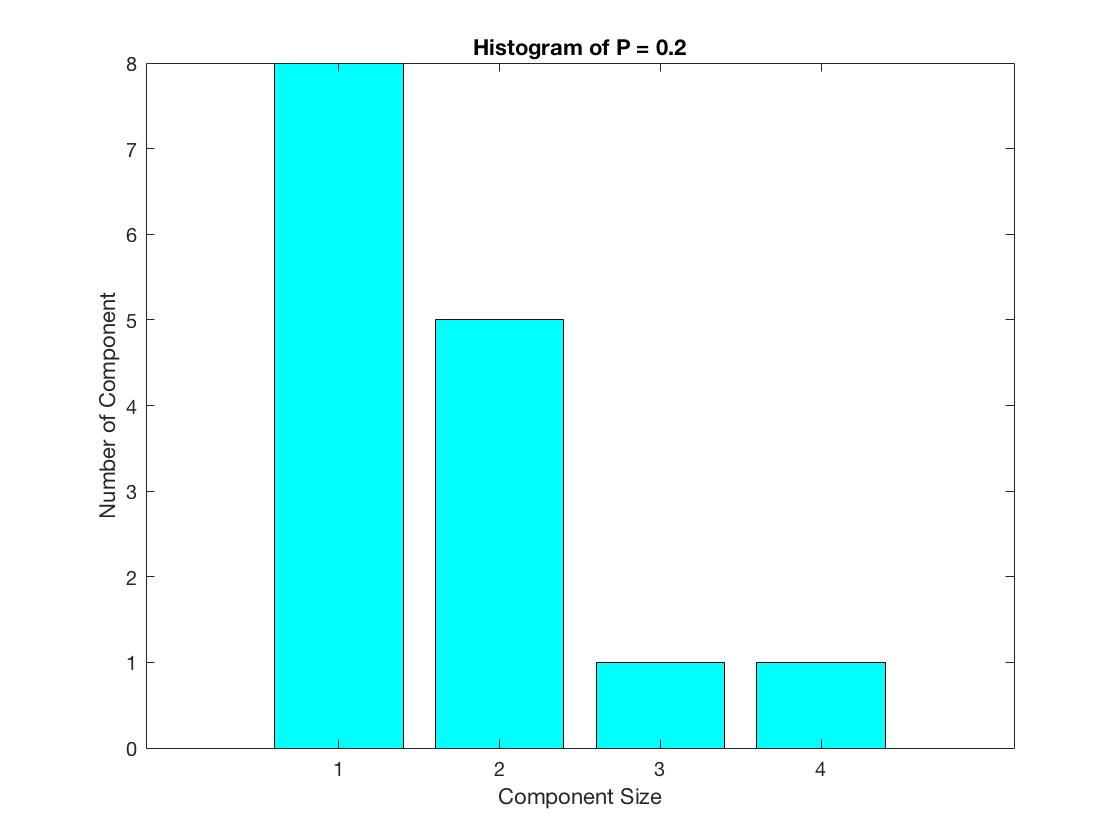 Histogram of P = 0.2
8
7
6
5
4
3
2
1
0
Number of Component
1 2 3 4
Component Size